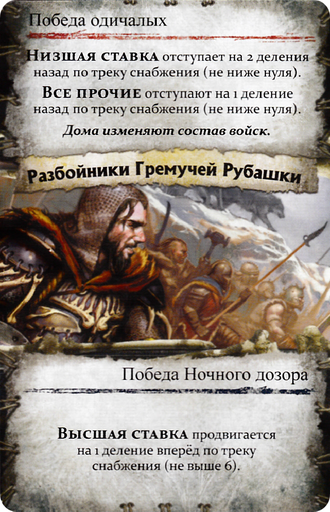 Победа одичалых
Низшая ставка отступает на 2 деления
назад по треку снабжения (не ниже нуля).
Все прочие отступают на 1 деление
назад по треку снабжения (не ниже нуля).
Дома изменяют состав войск.
Разбойники Гремучей Рубашки
Победа Ночного дозора
Высшая ставка продвигается
на 1 деление вперёд по треку
снабжения (не выше 6).